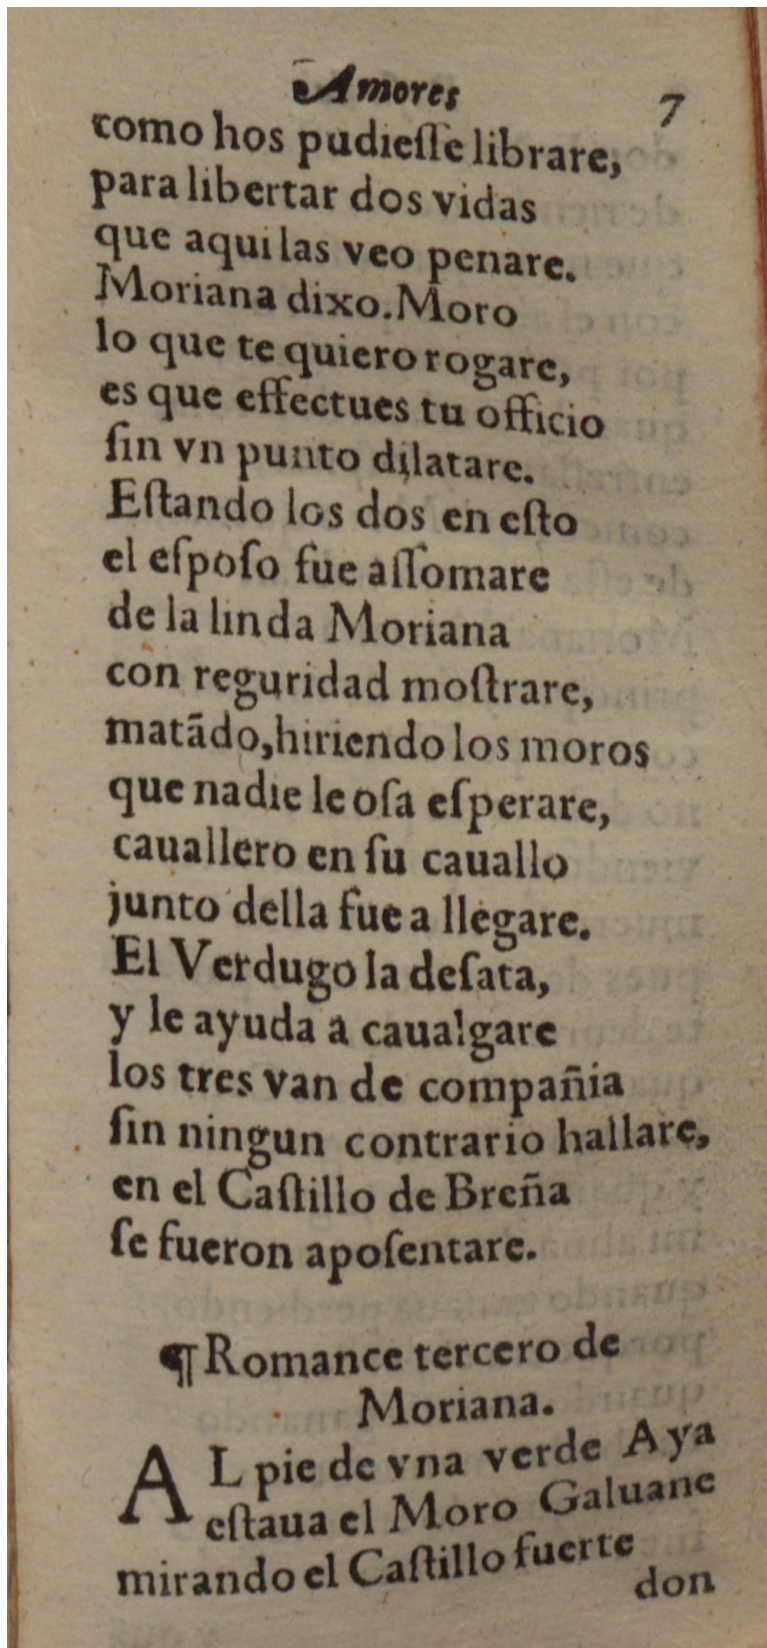 Amores 7
como hos pudieſſe librare,
para libertar dos vidas
que aqui las veo penare.
Moriana dixo. Moro
lo que te quiero rogare,
es que effectues tu officio
ſin vn punto dilatare.
Eſtando los dos en eſto
el eſpoſo fue aſſomare
de la linda Moriana
con reguridad moſtrare,
matādo, hiriendo los moros
que nadie le oſa eſperare,
cauallero en ſu cauallo
junto della fue a llegare.
El Verdugo la deſata,
y le ayuda a caualgare
los tres van de compañia
ſin ningun contrario hallare,
en el Caſtillo de Breña
ſe fueron apoſentare.
¶ Romance tercero de
Moriana.
AL pie de vna verde Aya
eſtaua el Moro Galuane
mirando el Caſtillo fuerte
don